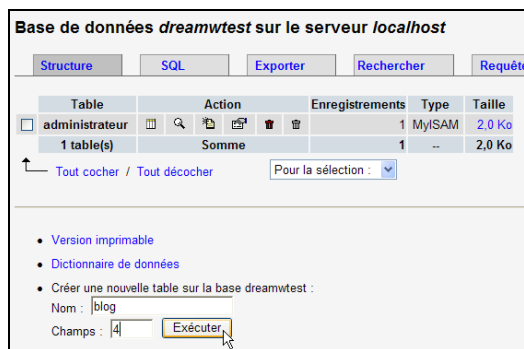 Base de données dreamwtest sur le serveur localhost
Structure SQL Exporter Rechercher Requête
Table Action Enregistrements Type Taille
administrateur 1 MyISAM 2,0 Ko
1 table(s) Somme 1 -- 2,0 Ko
Tout cocher / Tout décocher Pour la sélection :
Version imprimable
Dictionnaire de données
Créer une nouvelle table sur la base dreamwtest :
Nom : blog
Champs : 4 Exécuter